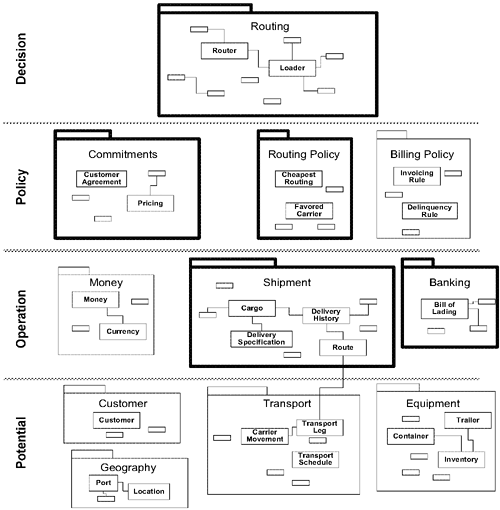 Decision
Routing
Router
Loader
Policy
Commitments
Customer
Agreement
Pricing
Routing Policy
Cheapest
Routing
Favored
Carrier
Billing Policy
Invoicing
Rule
Delinquency
Rule
Operation
Money
Money
Currency
Shipment
Cargo
Delivery
History
Delivery
Specification
Route
Banking
Bill of
Lading
Potential
Customer
Customer
Geography
Port
Location
Transport
Transport
Leg
Carrier
Movement
Transport
Schedule
Equipment
Trailer
Container
Inventory